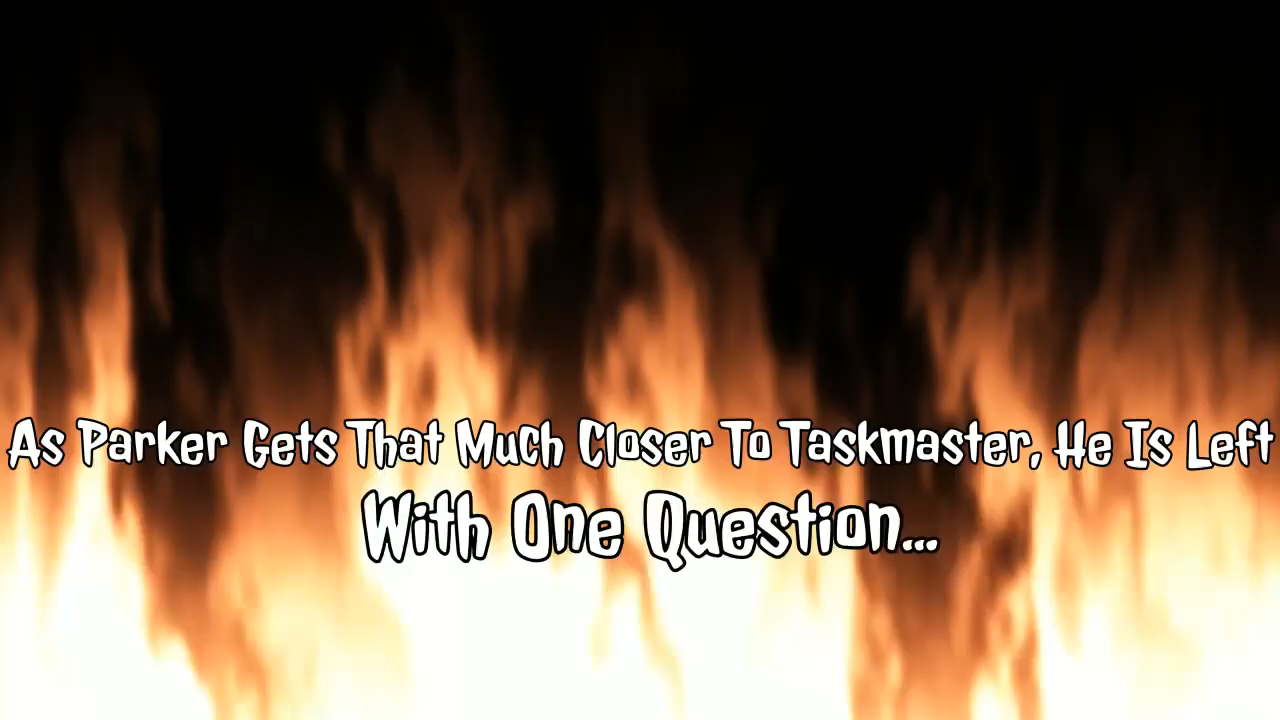 As Parker Gets That Much Closer To Taskmaster, He Is Left
With One Question...